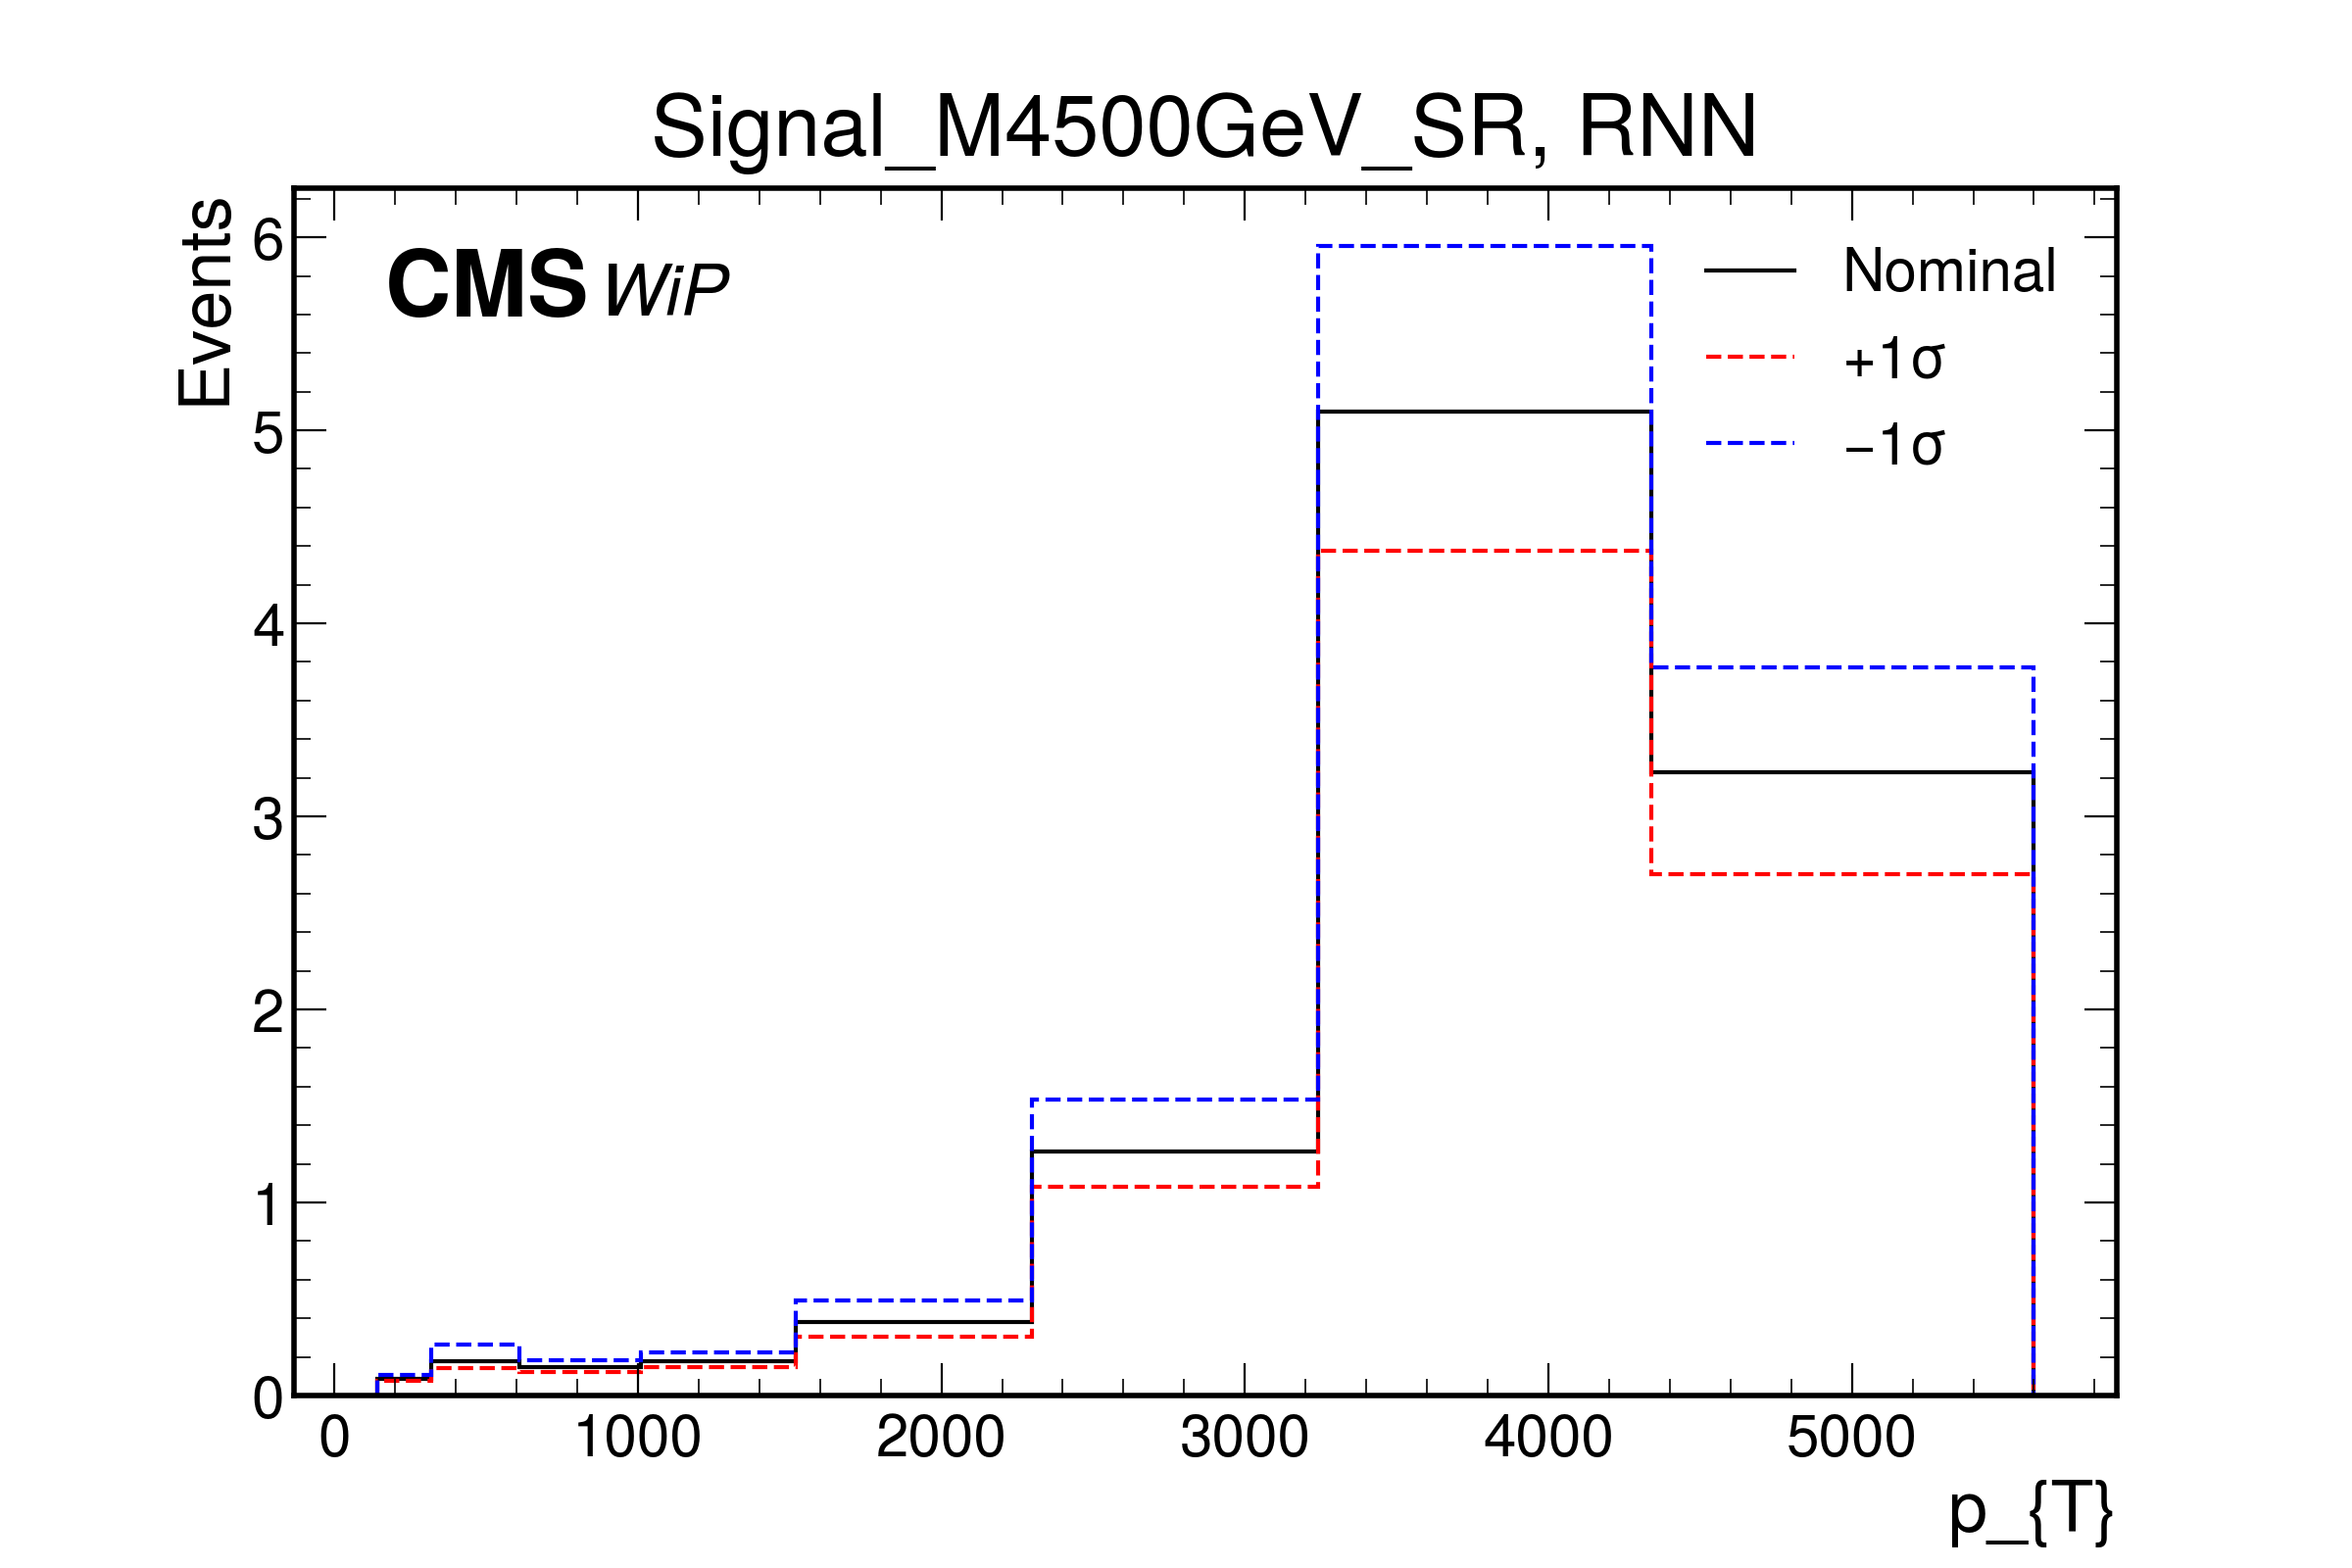 Signal_M4500GeV_SR, RNN
Events
CMS WiP
Nominal
+1σ
−1σ
6
5
4
3
2
1
0
0 1000 2000 3000 4000 5000
p_{T}